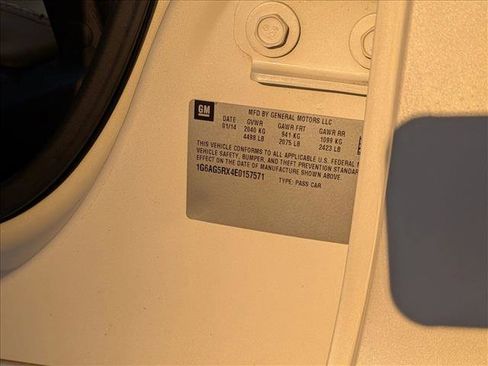 GM
MFD BY GENERAL MOTORS LLC
DATE GVWR GAWR FRT GAWR RR
01/14 2040 KG 941 KG 1099 KG
4498 LB 2075 LB 2423 LB
THIS VEHICLE CONFORMS TO ALL APPLICABLE U.S. FEDERAL
VEHICLE SAFETY, BUMPER, AND THEFT PREVENTION STANDARD
EFFECT ON THE DATE OF MANUFACTURE SHOWN ABOVE.
1G6AG5RX4E0157571 TYPE: PASS CAR